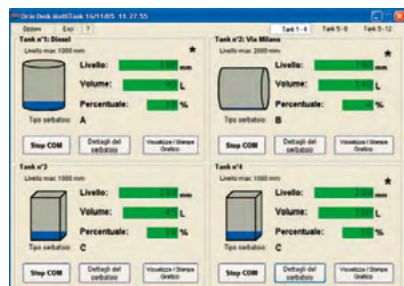 Orio Desk MultiTank 16/11/05 11.27.55
Opzioni Esci ? Tank 1-4 Tank 5-8 Tank 9-12
Tank n°1: Diesel
Livello max: 1000 mm *
Livello: mm
Volume: L
Percentuale: %
Tipo serbatoio A
Stop COM Dettagli del serbatoio Visualizza / Stampa Grafico
Tank n°2: Via Milano
Livello max: 2000 mm *
Livello: mm
Volume: L
Percentuale: %
Tipo serbatoio B
Stop COM Dettagli del serbatoio Visualizza / Stampa Grafico
Tank n°3
Livello max: 1000 mm
Livello: mm
Volume: L
Percentuale: %
Tipo serbatoio C
Stop COM Dettagli del serbatoio Visualizza / Stampa Grafico
Tank n°4
Livello max: 1000 mm *
Livello: mm
Volume: L
Percentuale: %
Tipo serbatoio C
Stop COM Dettagli del serbatoio Visualizza / Stampa Grafico